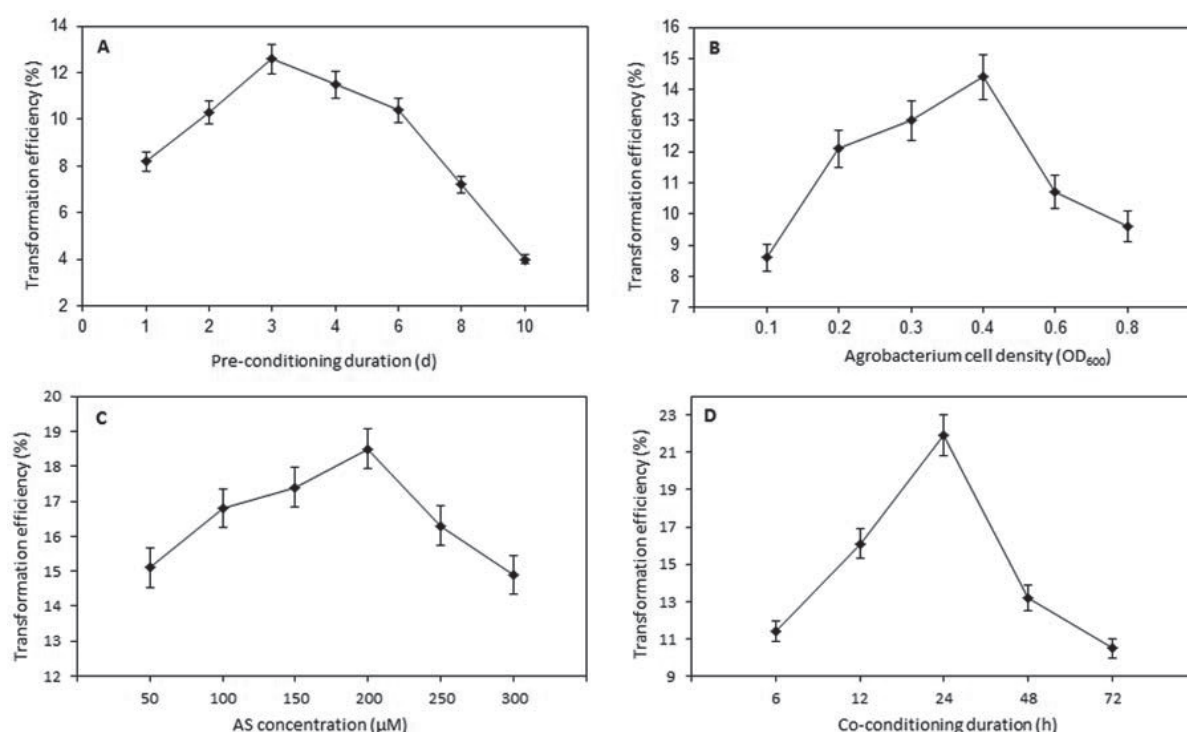 A
Transformation efficiency (%)
14
12
10
8
6
4
2
0 1 2 3 4 6 8 10
Pre-conditioning duration (d)
B
Transformation efficiency (%)
16
15
14
13
12
11
10
9
8
7
0.1 0.2 0.3 0.4 0.6 0.8
Agrobacterium cell density (OD₆₀₀)
C
Transformation efficiency (%)
20
19
18
17
16
15
14
13
12
50 100 150 200 250 300
AS concentration (µM)
D
Transformation efficiency (%)
23
21
19
17
15
13
11
9
6 12 24 48 72
Co-conditioning duration (h)